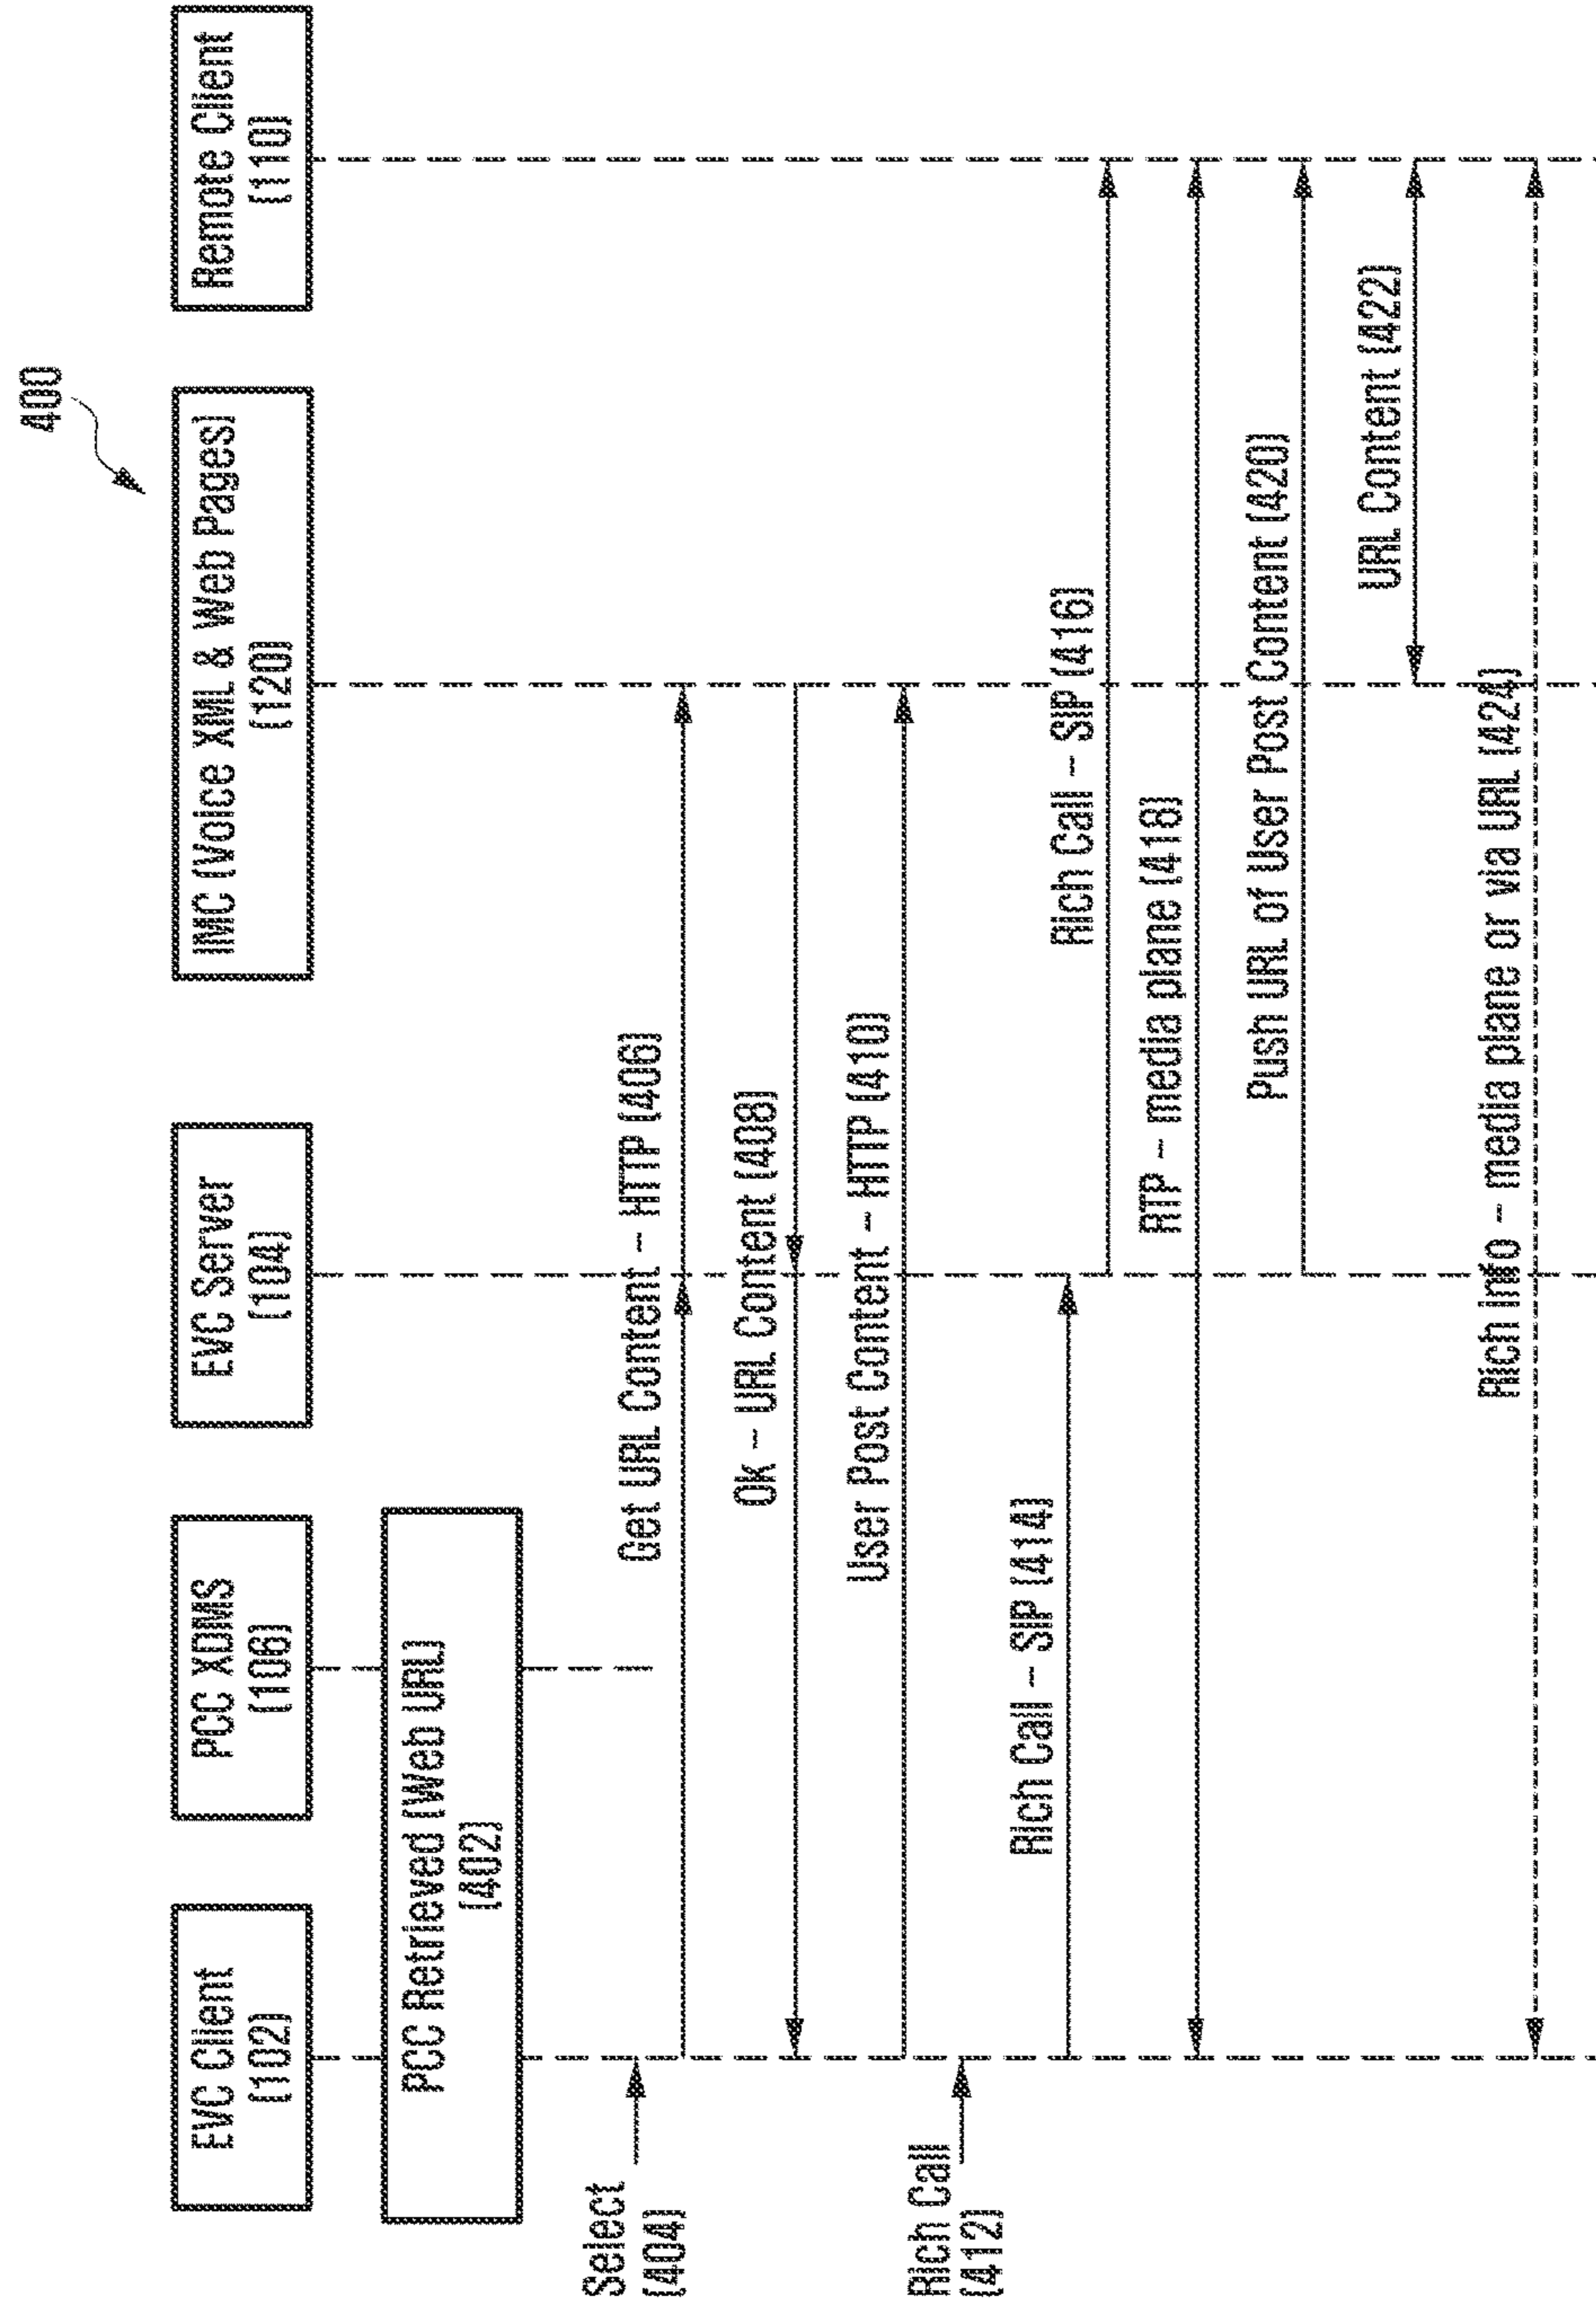 400
EVC Client
(102)
PCC XDMS
(106)
EVC Server
(104)
IMC (Voice XML & Web Pages)
(120)
Remote Client
(110)
PCC Retrieved (Web URL)
(402)
Select
(404)
Get URL Content – HTTP (406)
OK – URL Content (408)
User Post Content – HTTP (410)
Rich Call
(412)
Rich Call – SIP (414)
Rich Call – SIP (416)
RTP – media plane (418)
Push URL of User Post Content (420)
URL Content (422)
Rich Info – media plane or via URL (424)